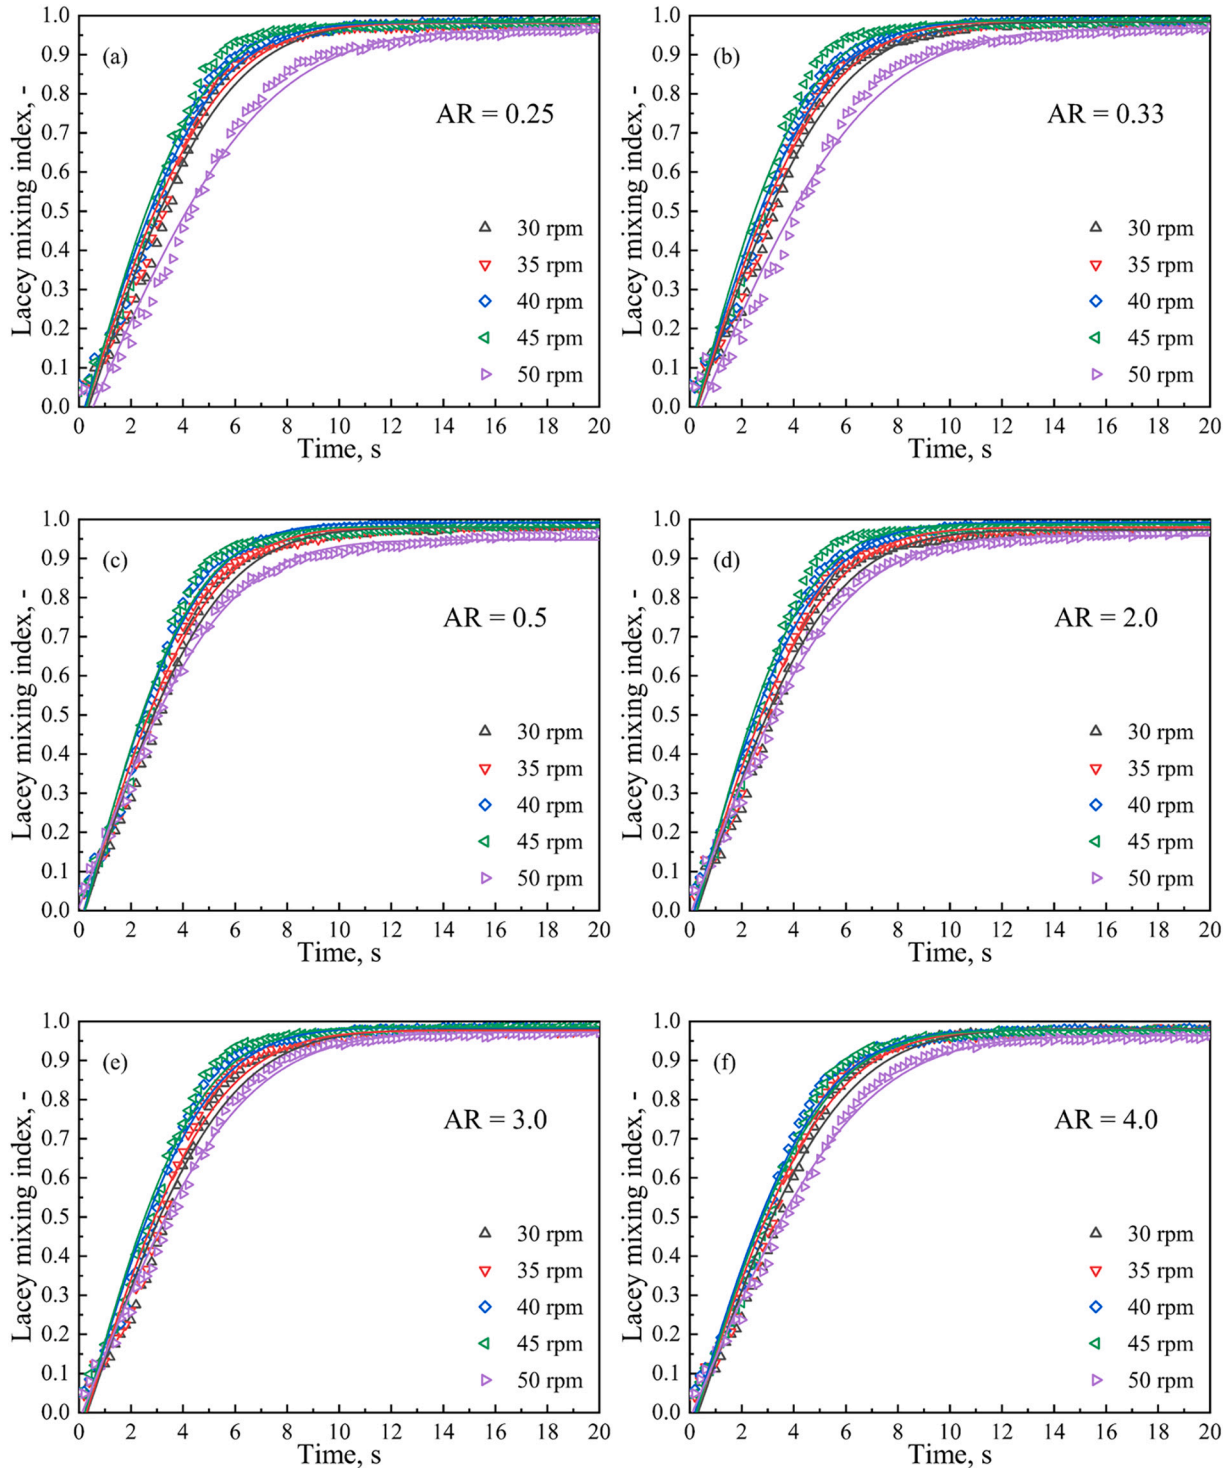 1.0
0.9
0.8
0.7
0.6
0.5
0.4
0.3
0.2
0.1
0.0
Lacey mixing index, -
(a)
AR = 0.25
30 rpm
35 rpm
40 rpm
45 rpm
50 rpm
0 2 4 6 8 10 12 14 16 18 20
Time, s
1.0
0.9
0.8
0.7
0.6
0.5
0.4
0.3
0.2
0.1
0.0
Lacey mixing index, -
(b)
AR = 0.33
30 rpm
35 rpm
40 rpm
45 rpm
50 rpm
0 2 4 6 8 10 12 14 16 18 20
Time, s
1.0
0.9
0.8
0.7
0.6
0.5
0.4
0.3
0.2
0.1
0.0
Lacey mixing index, -
(c)
AR = 0.5
30 rpm
35 rpm
40 rpm
45 rpm
50 rpm
0 2 4 6 8 10 12 14 16 18 20
Time, s
1.0
0.9
0.8
0.7
0.6
0.5
0.4
0.3
0.2
0.1
0.0
Lacey mixing index, -
(d)
AR = 2.0
30 rpm
35 rpm
40 rpm
45 rpm
50 rpm
0 2 4 6 8 10 12 14 16 18 20
Time, s
1.0
0.9
0.8
0.7
0.6
0.5
0.4
0.3
0.2
0.1
0.0
Lacey mixing index, -
(e)
AR = 3.0
30 rpm
35 rpm
40 rpm
45 rpm
50 rpm
0 2 4 6 8 10 12 14 16 18 20
Time, s
1.0
0.9
0.8
0.7
0.6
0.5
0.4
0.3
0.2
0.1
0.0
Lacey mixing index, -
(f)
AR = 4.0
30 rpm
35 rpm
40 rpm
45 rpm
50 rpm
0 2 4 6 8 10 12 14 16 18 20
Time, s